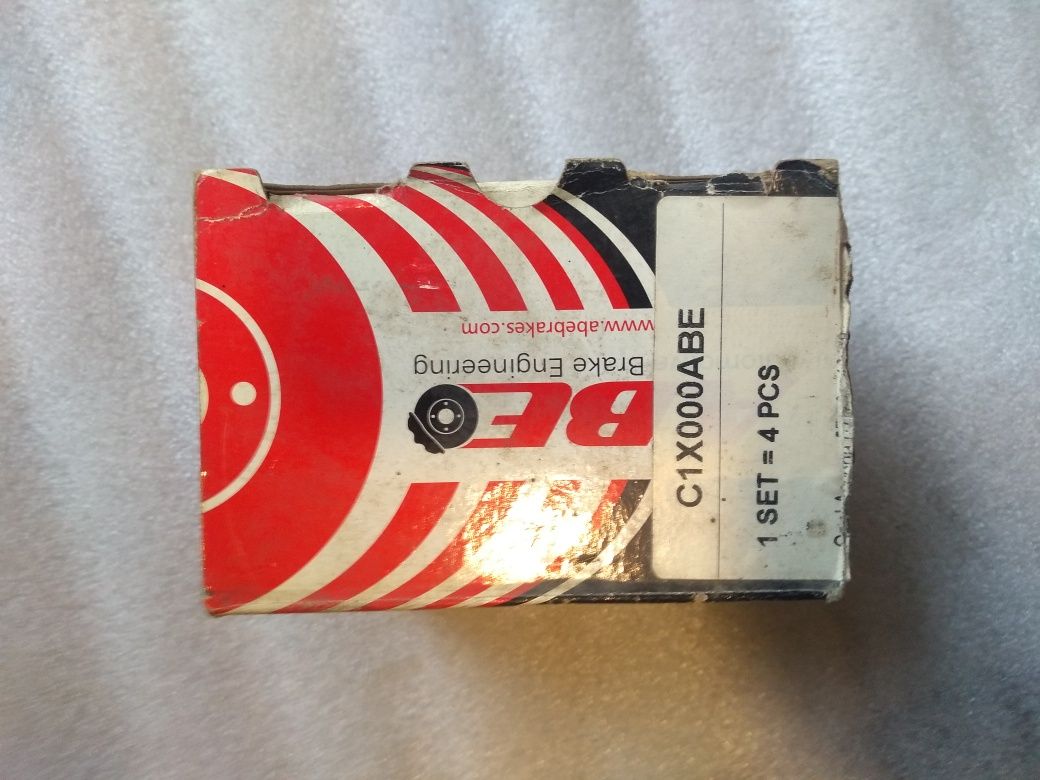 C1X000ABE
1 SET = 4 PCS
BE
Brake Engineering
www.abebrakes.com